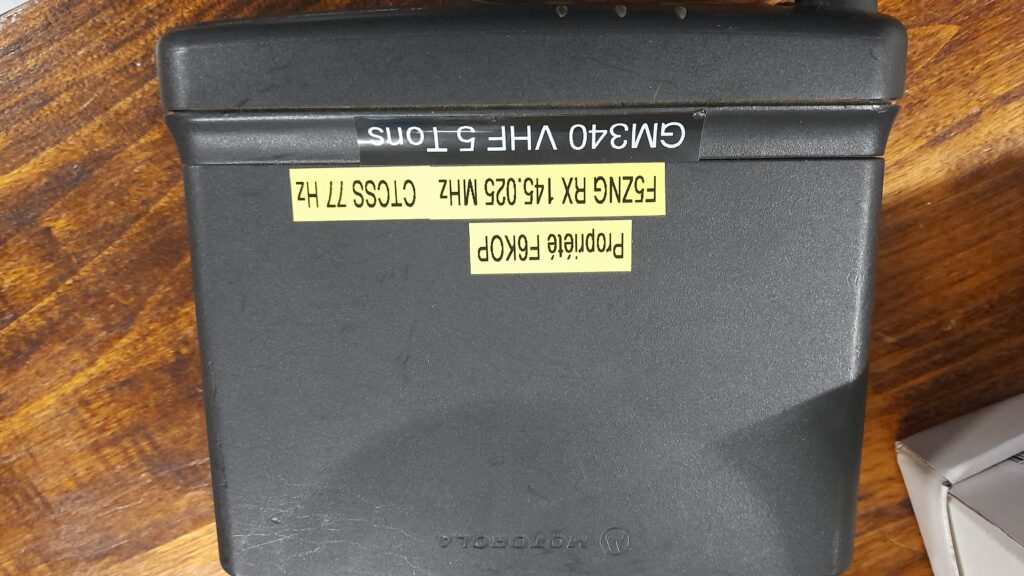 GM340 VHF 5 Tons
F5ZNG RX 145.025 MHz CTCSS 77 Hz
Propriété F6KOP
MOTOROLA